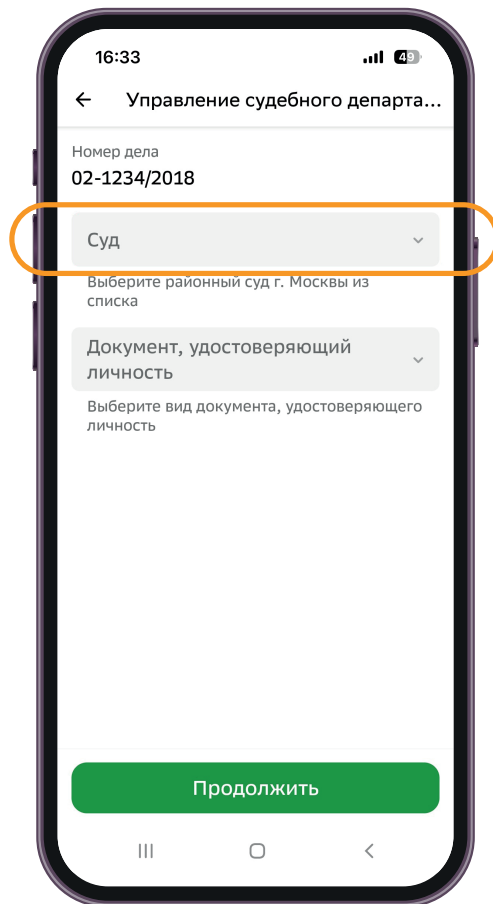 16:33
49
Управление судебного департа...
Номер дела
02-1234/2018
Суд
Выберите районный суд г. Москвы из
списка
Документ, удостоверяющий
личность
Выберите вид документа, удостоверяющего
личность
Продолжить